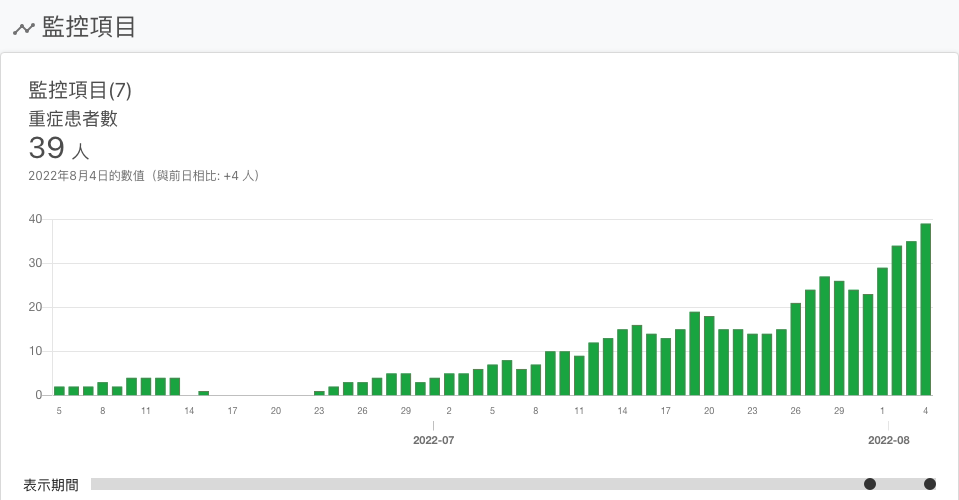 監控項目
監控項目(7)
重症患者數
39 人
2022年8月4日的數值（與前日相比: +4 人）
40
30
20
10
0
5 8 11 14 17 20 23 26 29 2 5 8 11 14 17 20 23 26 29 1 4
2022-07 2022-08
表示期間